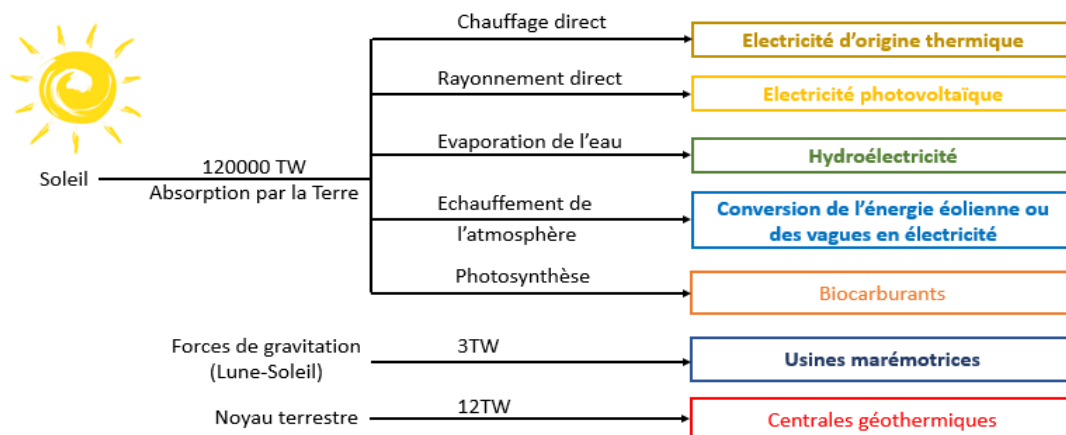 Chauffage direct
Electricité d'origine thermique
Rayonnement direct
Electricité photovoltaïque
Evaporation de l'eau
Hydroélectricité
Soleil
120000 TW
Absorption par la Terre
Echauffement de
l'atmosphère
Conversion de l'énergie éolienne ou
des vagues en électricité
Photosynthèse
Biocarburants
Forces de gravitation
(Lune-Soleil)
3TW
Usines marémotrices
Noyau terrestre
12TW
Centrales géothermiques